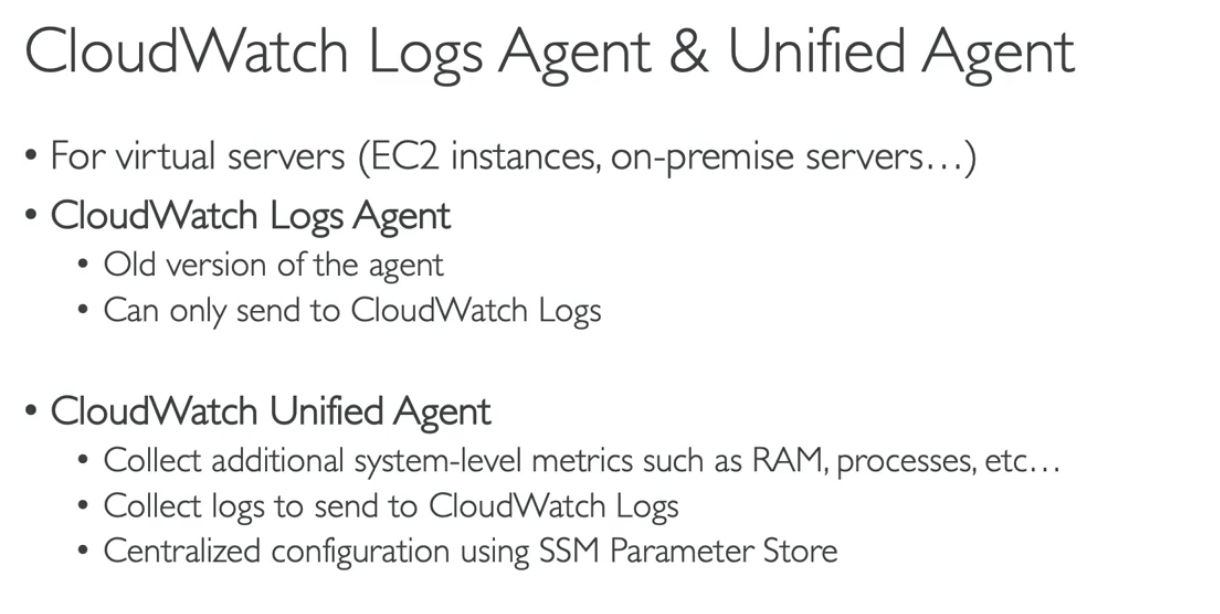 CloudWatch Logs Agent & Unified Agent
• For virtual servers (EC2 instances, on-premise servers…)
• CloudWatch Logs Agent
• Old version of the agent
• Can only send to CloudWatch Logs
• CloudWatch Unified Agent
• Collect additional system-level metrics such as RAM, processes, etc…
• Collect logs to send to CloudWatch Logs
• Centralized configuration using SSM Parameter Store